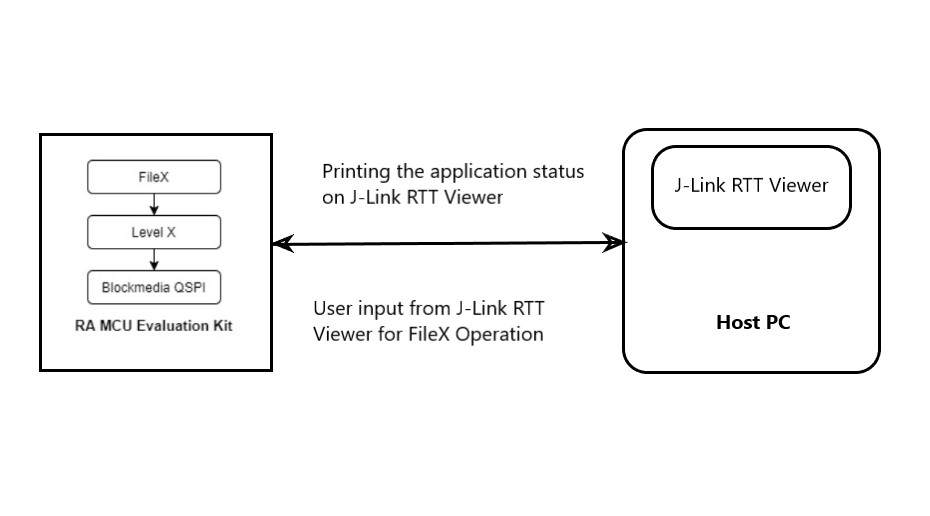 FileX
Level X
Blockmedia QSPI
RA MCU Evaluation Kit
Printing the application status
on J-Link RTT Viewer
User input from J-Link RTT
Viewer for FileX Operation
J-Link RTT Viewer
Host PC